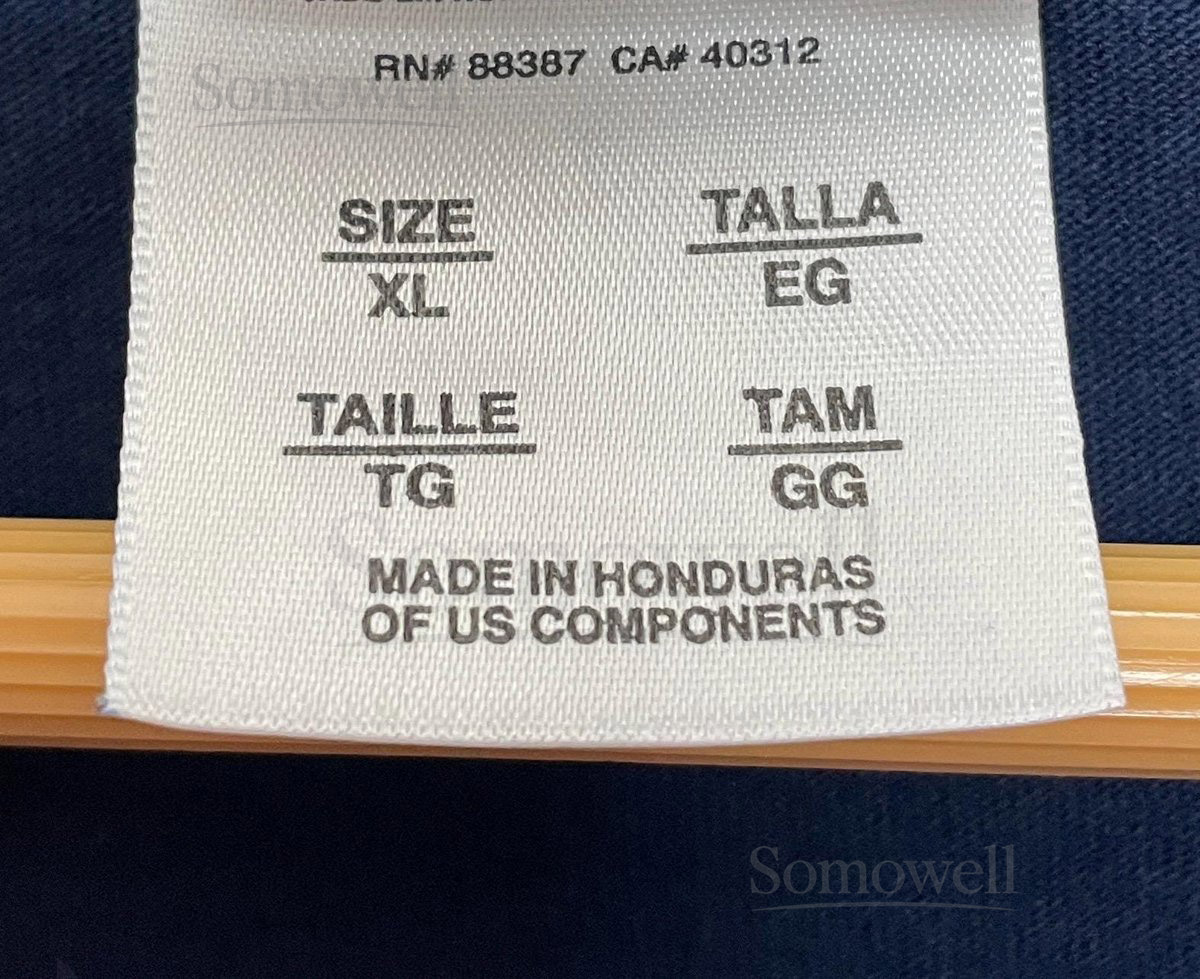 RN# 88387 CA# 40312
Somowell
SIZE
XL
TALLA
EG
TAILLE
TG
TAM
GG
MADE IN HONDURAS
OF US COMPONENTS
Somowell